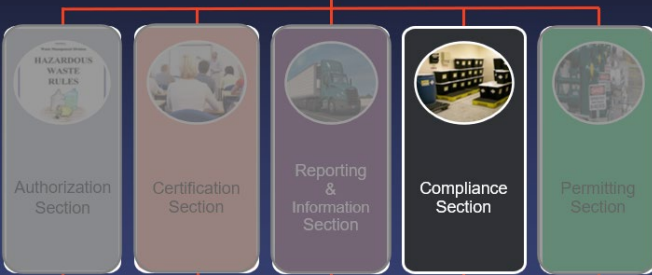 HAZARDOUS
WASTE
RULES
Authorization
Section
Certification
Section
Reporting
&
Information
Section
Compliance
Section
Permitting
Section